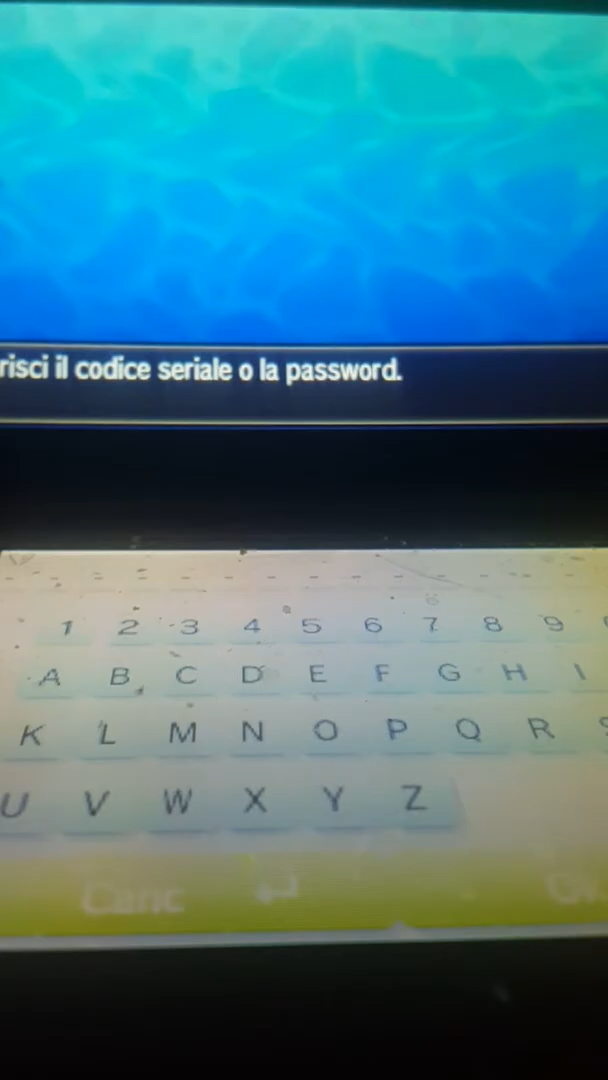 risci il codice seriale o la password.
1 2 3 4 5 6 7 8 9
A B C D E F G H I
K L M N O P Q R S
U V W X Y Z
Canc